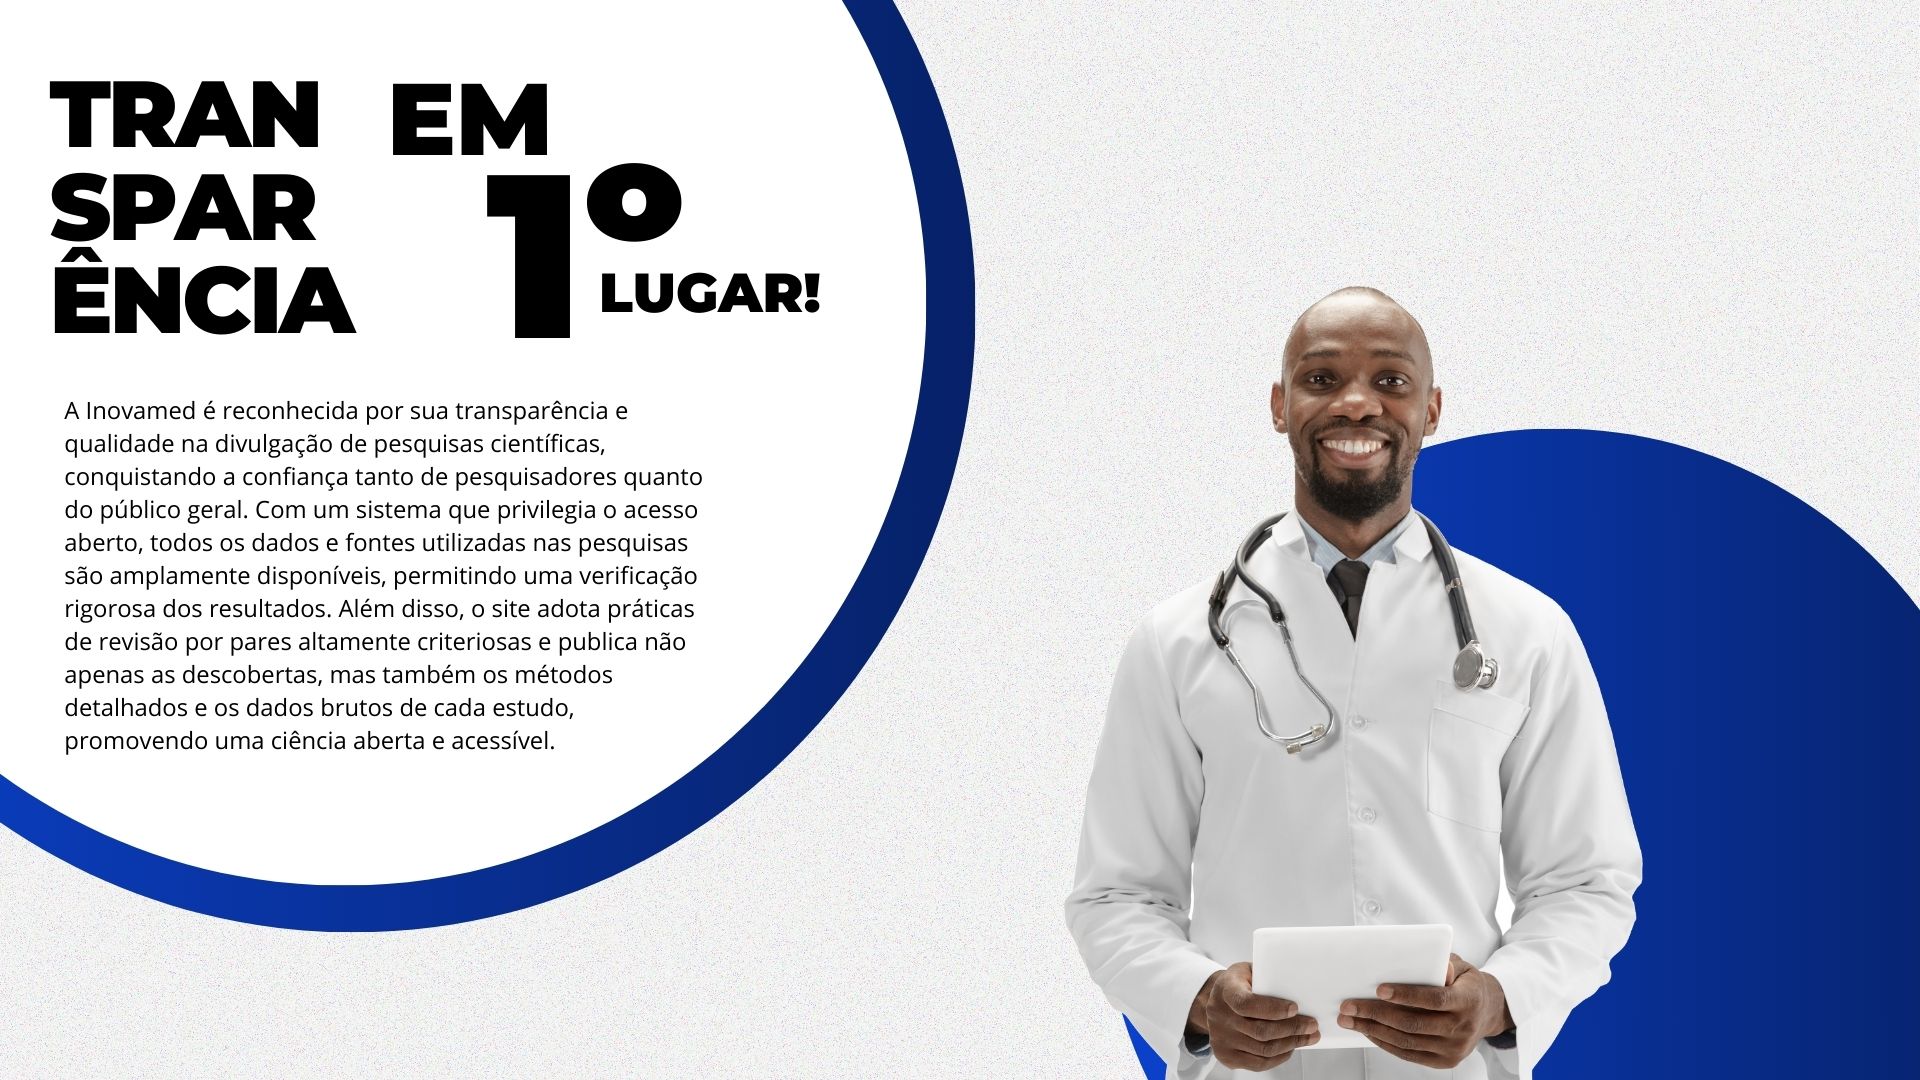 TRAN
SPAR
ÊNCIA
EM
1º
LUGAR!
A Inovamed é reconhecida por sua transparência e
qualidade na divulgação de pesquisas científicas,
conquistando a confiança tanto de pesquisadores quanto
do público geral. Com um sistema que privilegia o acesso
aberto, todos os dados e fontes utilizadas nas pesquisas
são amplamente disponíveis, permitindo uma verificação
rigorosa dos resultados. Além disso, o site adota práticas
de revisão por pares altamente criteriosas e publica não
apenas as descobertas, mas também os métodos
detalhados e os dados brutos de cada estudo,
promovendo uma ciência aberta e acessível.